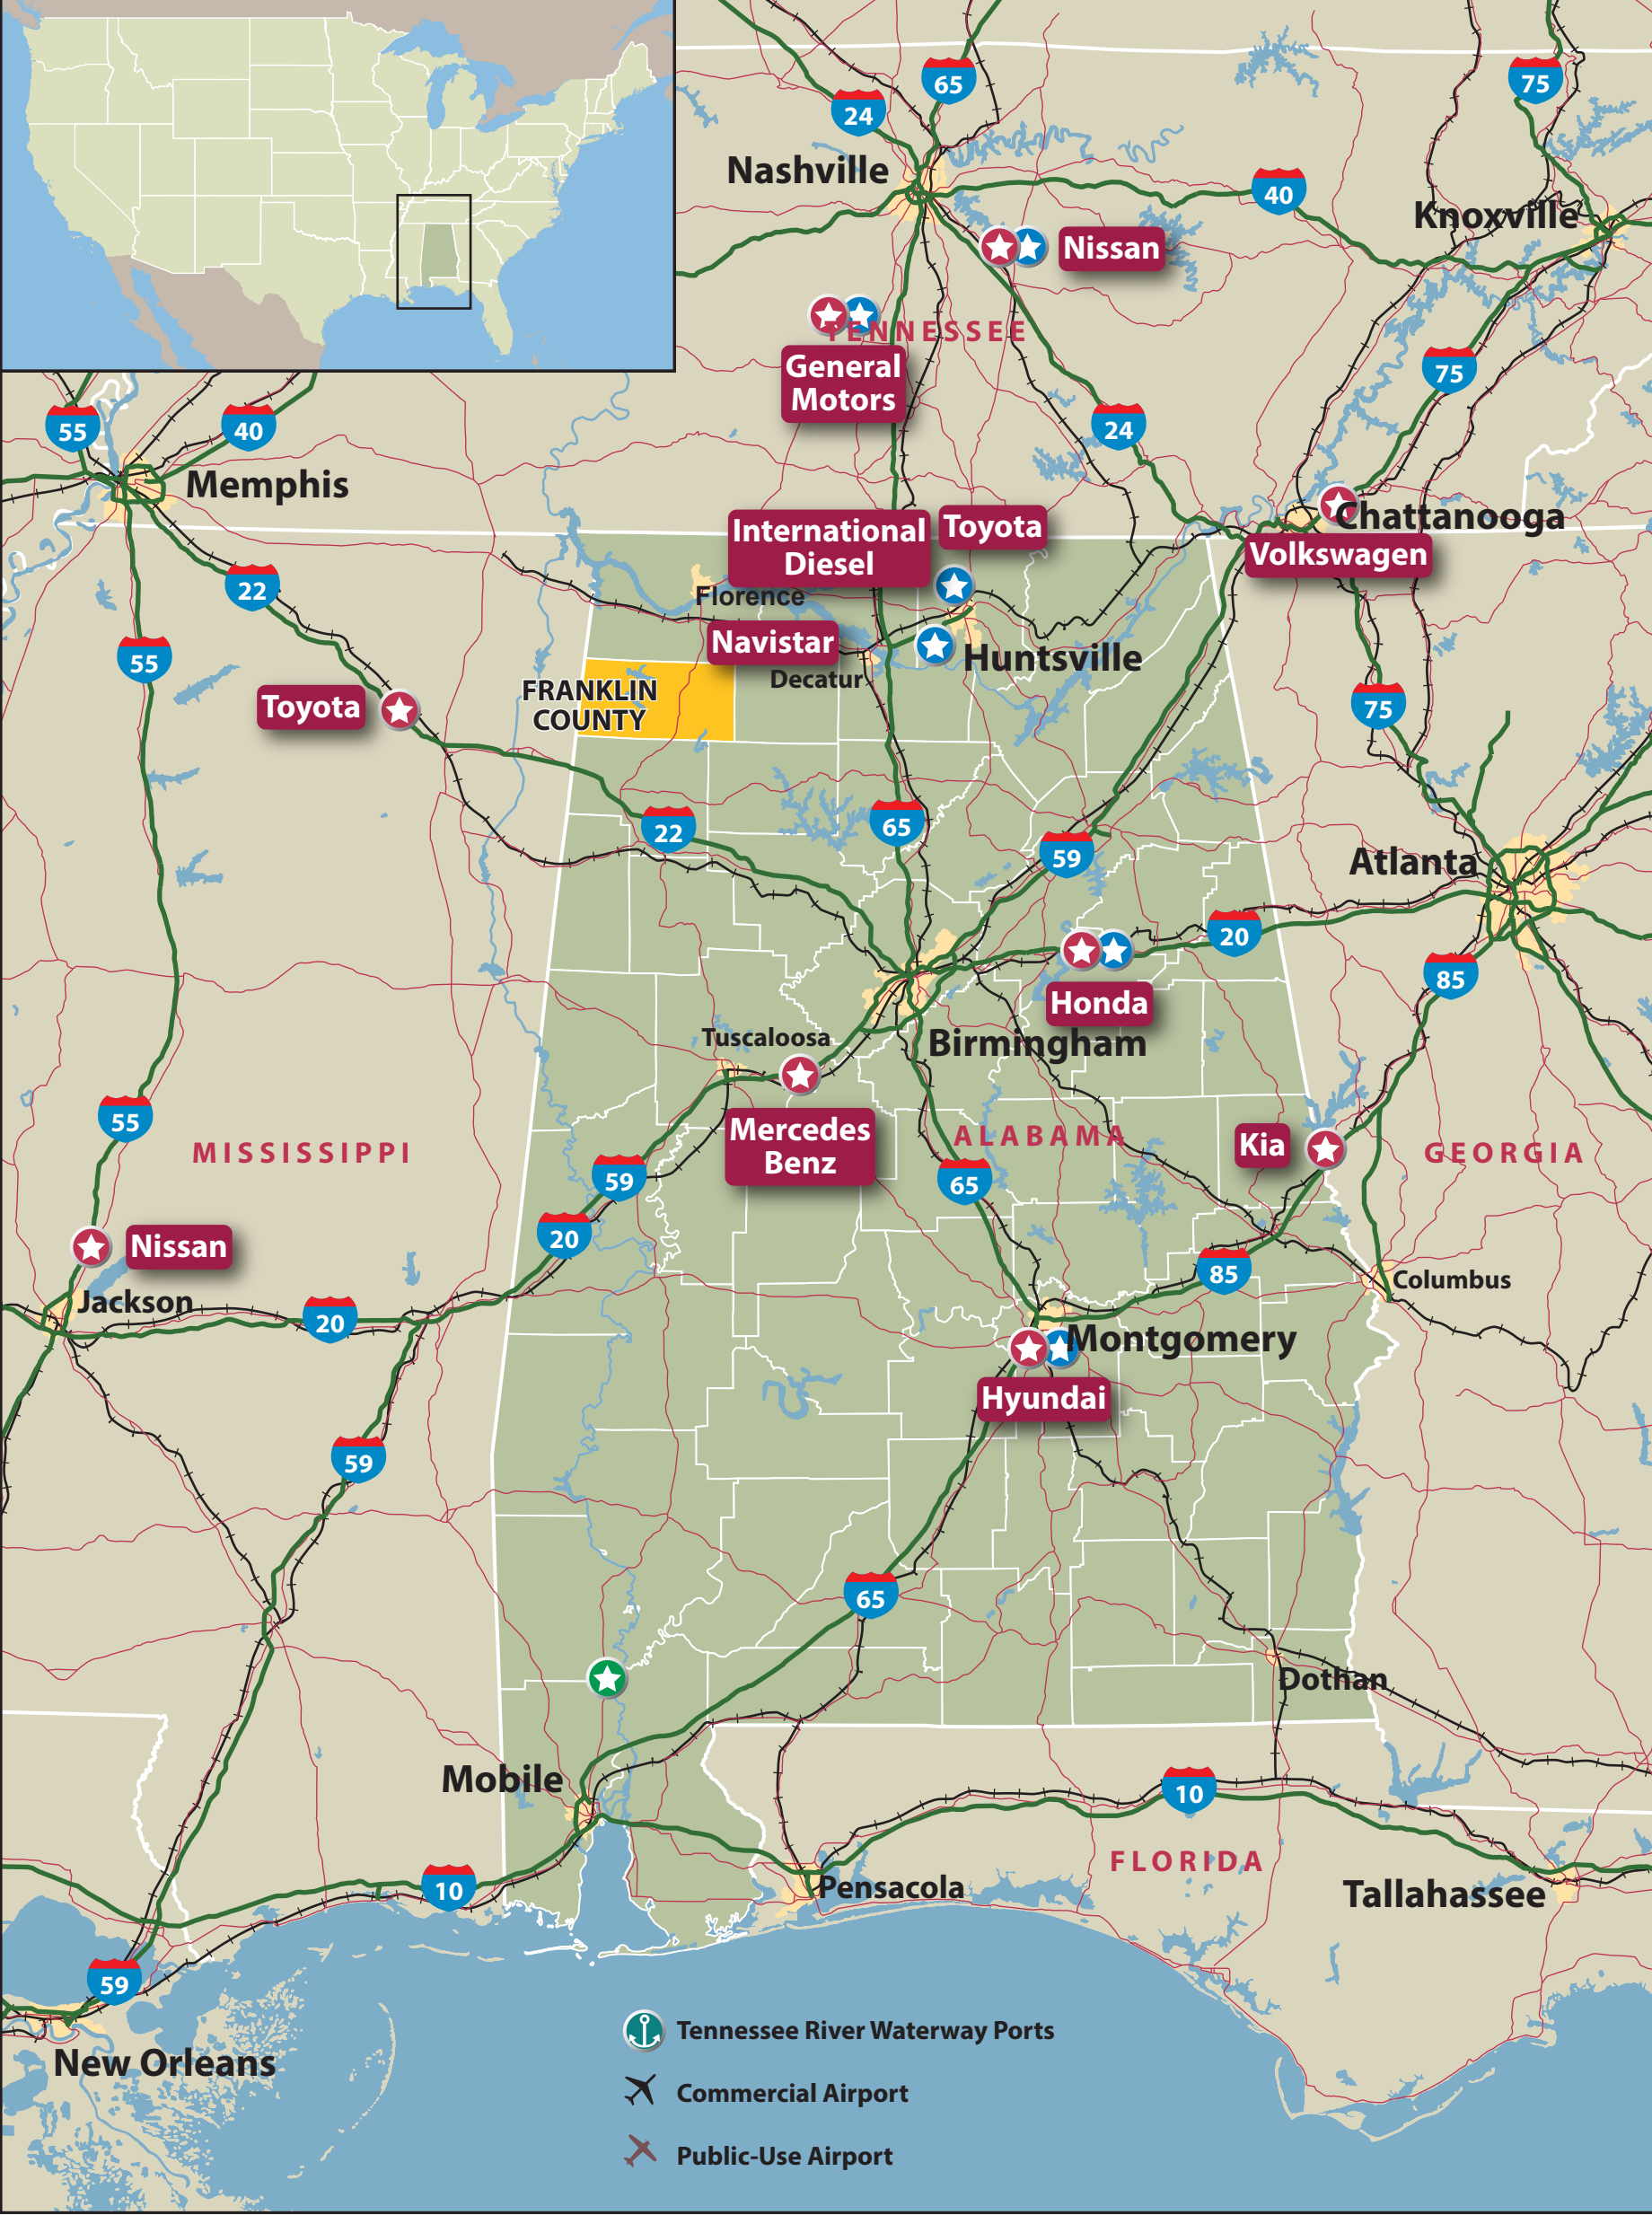 65
75
24
Nashville
40
Knoxville
Nissan
TENNESSEE
General
Motors
75
55
40
24
Memphis
International
Diesel
Toyota
Chattanooga
Volkswagen
22
Florence
Navistar
Huntsville
55
Decatur
FRANKLIN
COUNTY
Toyota
75
22
65
59
Atlanta
20
85
Honda
Tuscaloosa
Birmingham
55
Mercedes
Benz
ALABAMA
Kia
MISSISSIPPI
GEORGIA
59
65
20
Nissan
85
Columbus
Jackson
20
Montgomery
Hyundai
59
65
Dothan
Mobile
10
FLORIDA
10
Pensacola
Tallahassee
59
New Orleans
Tennessee River Waterway Ports
Commercial Airport
Public-Use Airport